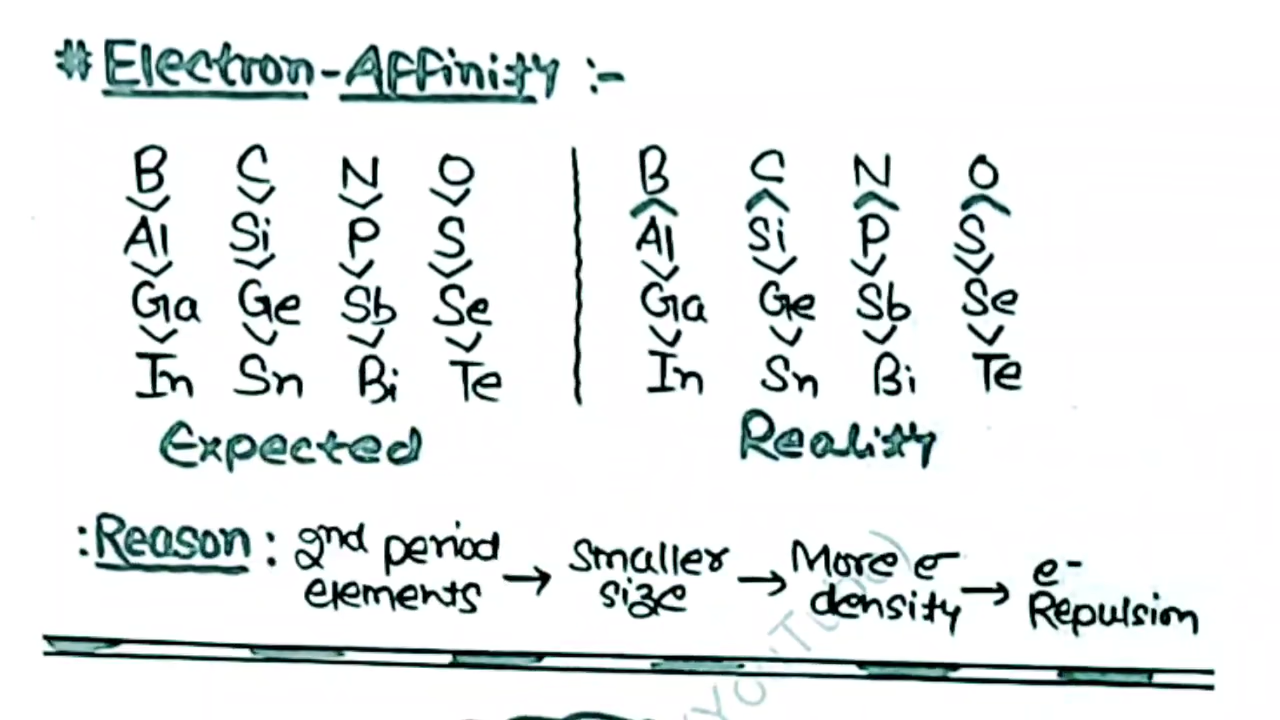 # Electron-Affinity :-
B C N O | B C N O
Al Si P S | Al Si P S
Ga Ge Sb Se | Ga Ge Sb Se
In Sn Bi Te | In Sn Bi Te
Expected Reality
:Reason: 2nd period elements → smaller size → More e⁻ density → e⁻ Repulsion